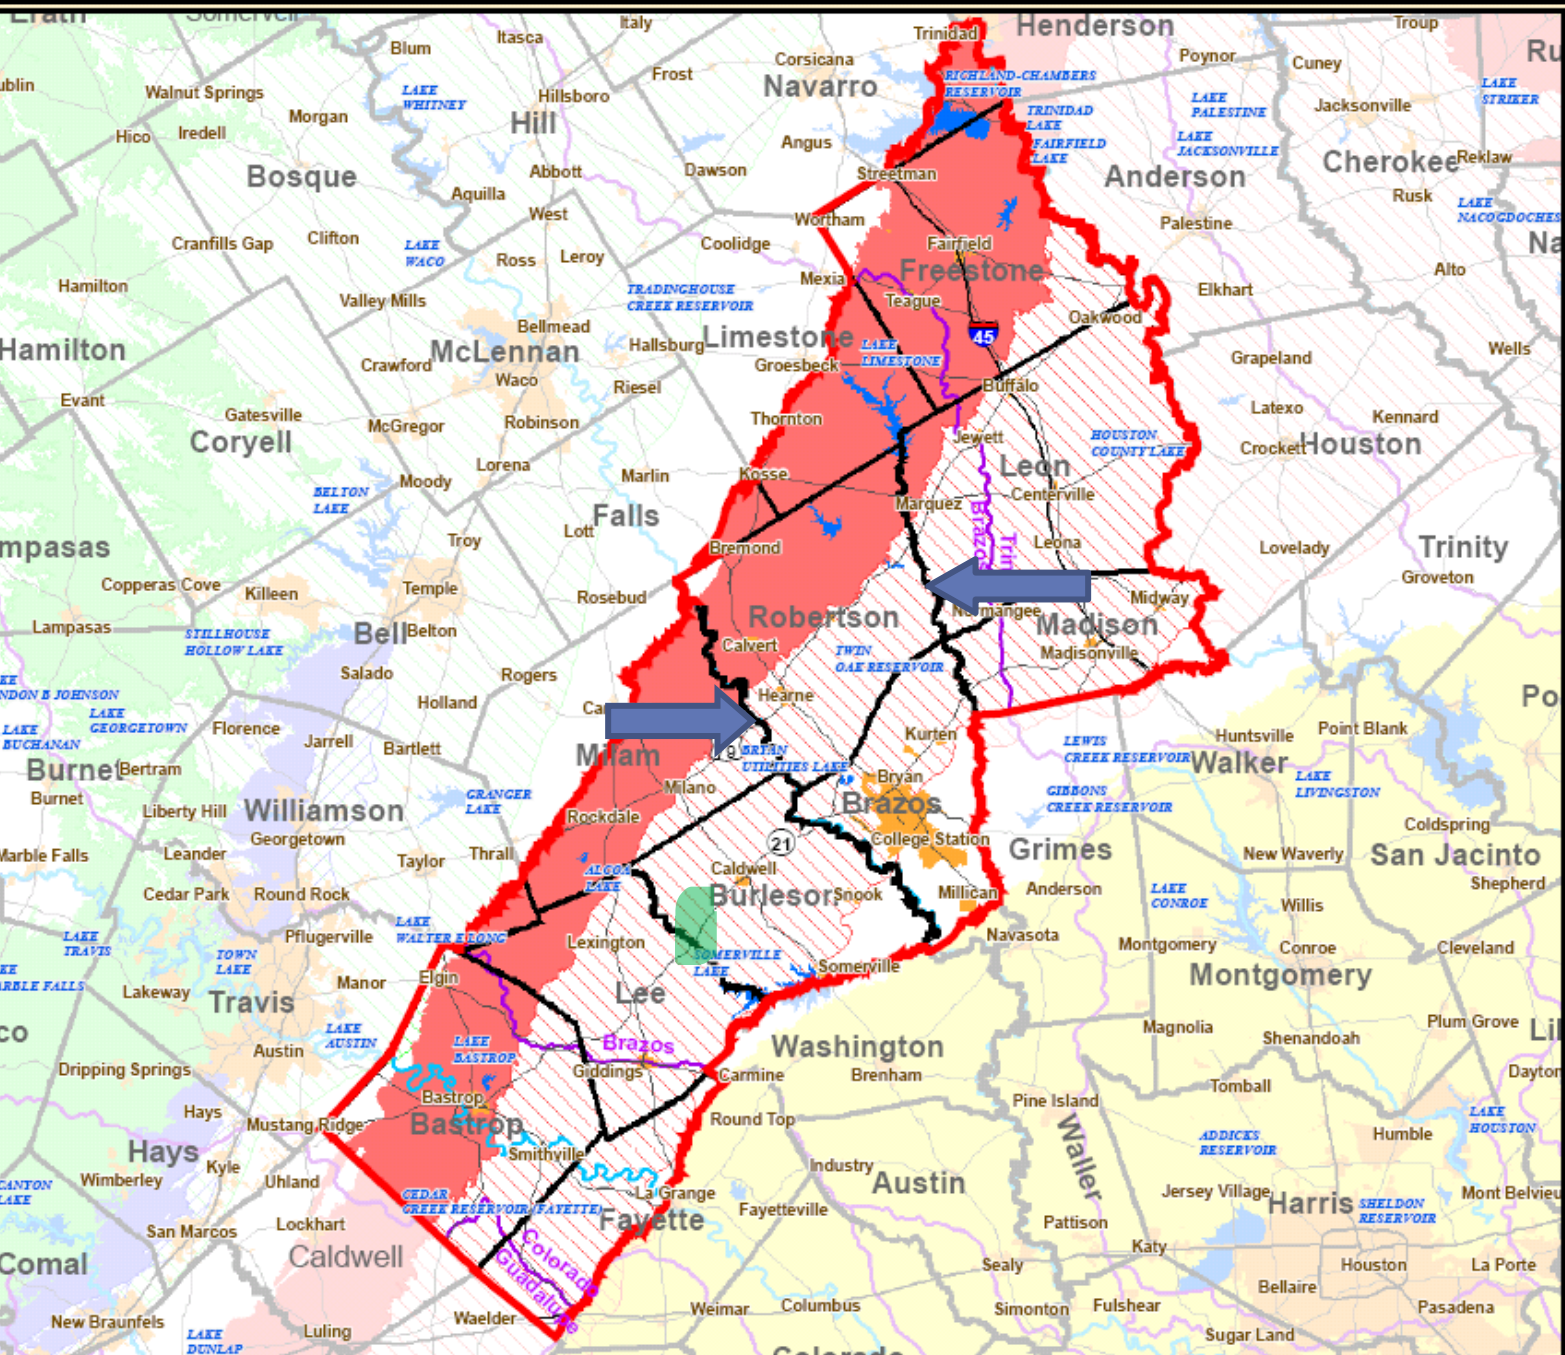 Erath
Somervell
Italy
Trinidad
Henderson
Troup
Itasca
Blum
Corsicana
Poynor
Cuney
Frost
Navarro
RICHLAND-CHAMBERS
RESERVOIR
ublin
Walnut Springs
LAKE
WHITNEY
Hillsboro
LAKE
PALESTINE
Jacksonville
LAKE
STRIKER
Morgan
Hill
TRINIDAD
LAKE
Hico
Iredell
Angus
FAIRFIELD
LAKE
LAKE
JACKSONVILLE
Cherokee
Reklaw
Bosque
Abbott
Dawson
Streetman
Anderson
Aquilla
Rusk
LAKE
NACOGDOCHES
West
Wortham
Palestine
Cranfills Gap
Clifton
LAKE
WACO
Ross
Leroy
Coolidge
Fairfield
Na
Hamilton
Mexia
Freestone
Alto
Valley Mills
TRADINGHOUSE
CREEK RESERVOIR
Teague
Elkhart
Bellmead
Oakwood
Hamilton
McLennan
Hallsburg
Limestone
45
LAKE
LIMESTONE
Crawford
Waco
Groesbeck
Grapeland
Wells
Evant
Riesel
Buffalo
Gatesville
McGregor
Robinson
Thornton
Latexo
Kennard
Coryell
Jewett
HOUSTON
COUNTY LAKE
Crockett
Houston
Lorena
Marlin
Kosse
Leon
Moody
BELTON
LAKE
Centerville
Falls
Marquez
mpasas
Troy
Lott
Bremond
Brazos
Trin
Leona
Lovelady
Trinity
Copperas Cove
Killeen
Temple
Rosebud
Groveton
Lampasas
Bell
Belton
Robertson
Normangee
Midway
STILLHOUSE
HOLLOW LAKE
Calvert
Madison
Salado
Rogers
TWIN
OAK RESERVOIR
Madisonville
NDON B JOHNSON
Holland
Hearne
Po
LAKE
GEORGETOWN
LAKE
BUCHANAN
Florence
Jarrell
Bartlett
Kurten
LEWIS
CREEK RESERVOIR
Huntsville
Point Blank
Burnet
Bertram
Milam
BRYAN
UTILITIES LAKE
Walker
Burnet
Milano
Bryan
LAKE
LIVINGSTON
Liberty Hill
Williamson
GRANGER
LAKE
Brazos
GIBBONS
CREEK RESERVOIR
Georgetown
Rockdale
21
College Station
Coldspring
Marble Falls
Leander
Taylor
Thrall
Grimes
New Waverly
San Jacinto
ALCOA
LAKE
Caldwell
Shepherd
Cedar Park
Round Rock
Burleson
Snook
Millican
Anderson
LAKE
CONROE
Willis
LAKE
WALTER E LONG
Pflugerville
Lexington
Navasota
Montgomery
Conroe
Cleveland
LAKE
TRAVIS
TOWN
LAKE
SOMERVILLE
LAKE
Somerville
Montgomery
Elgin
Manor
Lakeway
Travis
Lee
LAKE
AUSTIN
Magnolia
Plum Grove
Shenandoah
co
Austin
LAKE
BASTROP
Brazos
Washington
Dripping Springs
Giddings
Carmine
Brenham
Tomball
Dayton
Hays
Bastrop
Pine Island
Mustang Ridge
Bastrop
Round Top
Waller
ADDICKS
RESERVOIR
Humble
LAKE
HOUSTON
Hays
Kyle
Smithville
Industry
Austin
CANYON
LAKE
Wimberley
Uhland
CEDAR
CREEK RESERVOIR (FAYETTE)
La Grange
Fayetteville
Jersey Village
Harris
SHELDON
RESERVOIR
Mont Belvieu
San Marcos
Lockhart
Fayette
Pattison
Katy
Comal
Caldwell
Colorado
Guadalupe
Sealy
Houston
La Porte
Bellaire
New Braunfels
Luling
Waelder
Weimar
Columbus
Simonton
Fulshear
Pasadena
LAKE
DUNLAP
Sugar Land
Colorado